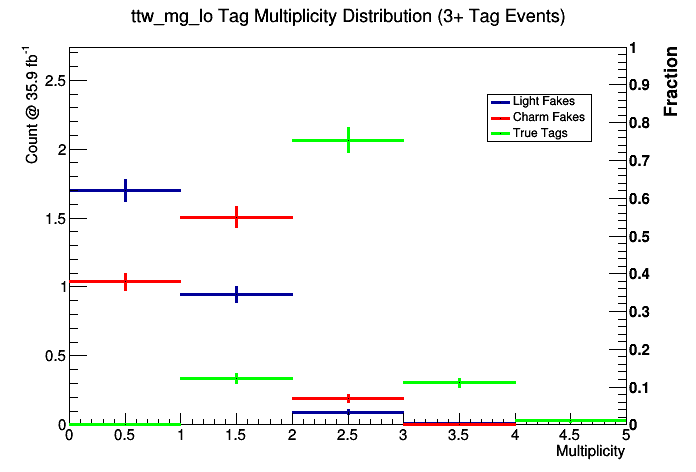 ttw_mg_lo Tag Multiplicity Distribution (3+ Tag Events)
Count @ 35.9 fb-1
Fraction
Light Fakes
Charm Fakes
True Tags
2.5
2
1.5
1
0.5
0
1
0.9
0.8
0.7
0.6
0.5
0.4
0.3
0.2
0.1
0
0 0.5 1 1.5 2 2.5 3 3.5 4 4.5 5
Multiplicity